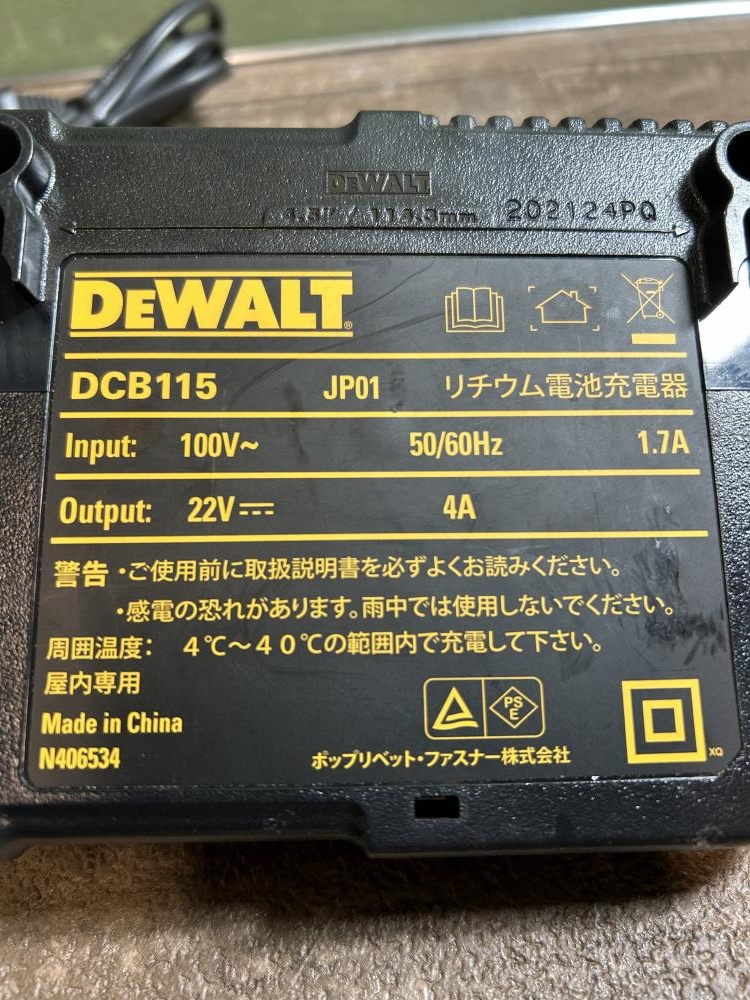 DEWALT
4.5" / 114.3mm 202124PQ
DEWALT®
DCB115 JP01 リチウム電池充電器
Input: 100V~ 50/60Hz 1.7A
Output: 22V⎓ 4A
警告 ・ご使用前に取扱説明書を必ずよくお読みください。
・感電の恐れがあります。雨中では使用しないでください。
周囲温度： 4℃～40℃の範囲内で充電して下さい。
屋内専用
Made in China
N406534
PS
E
ポップリベット・ファスナー株式会社
XQ